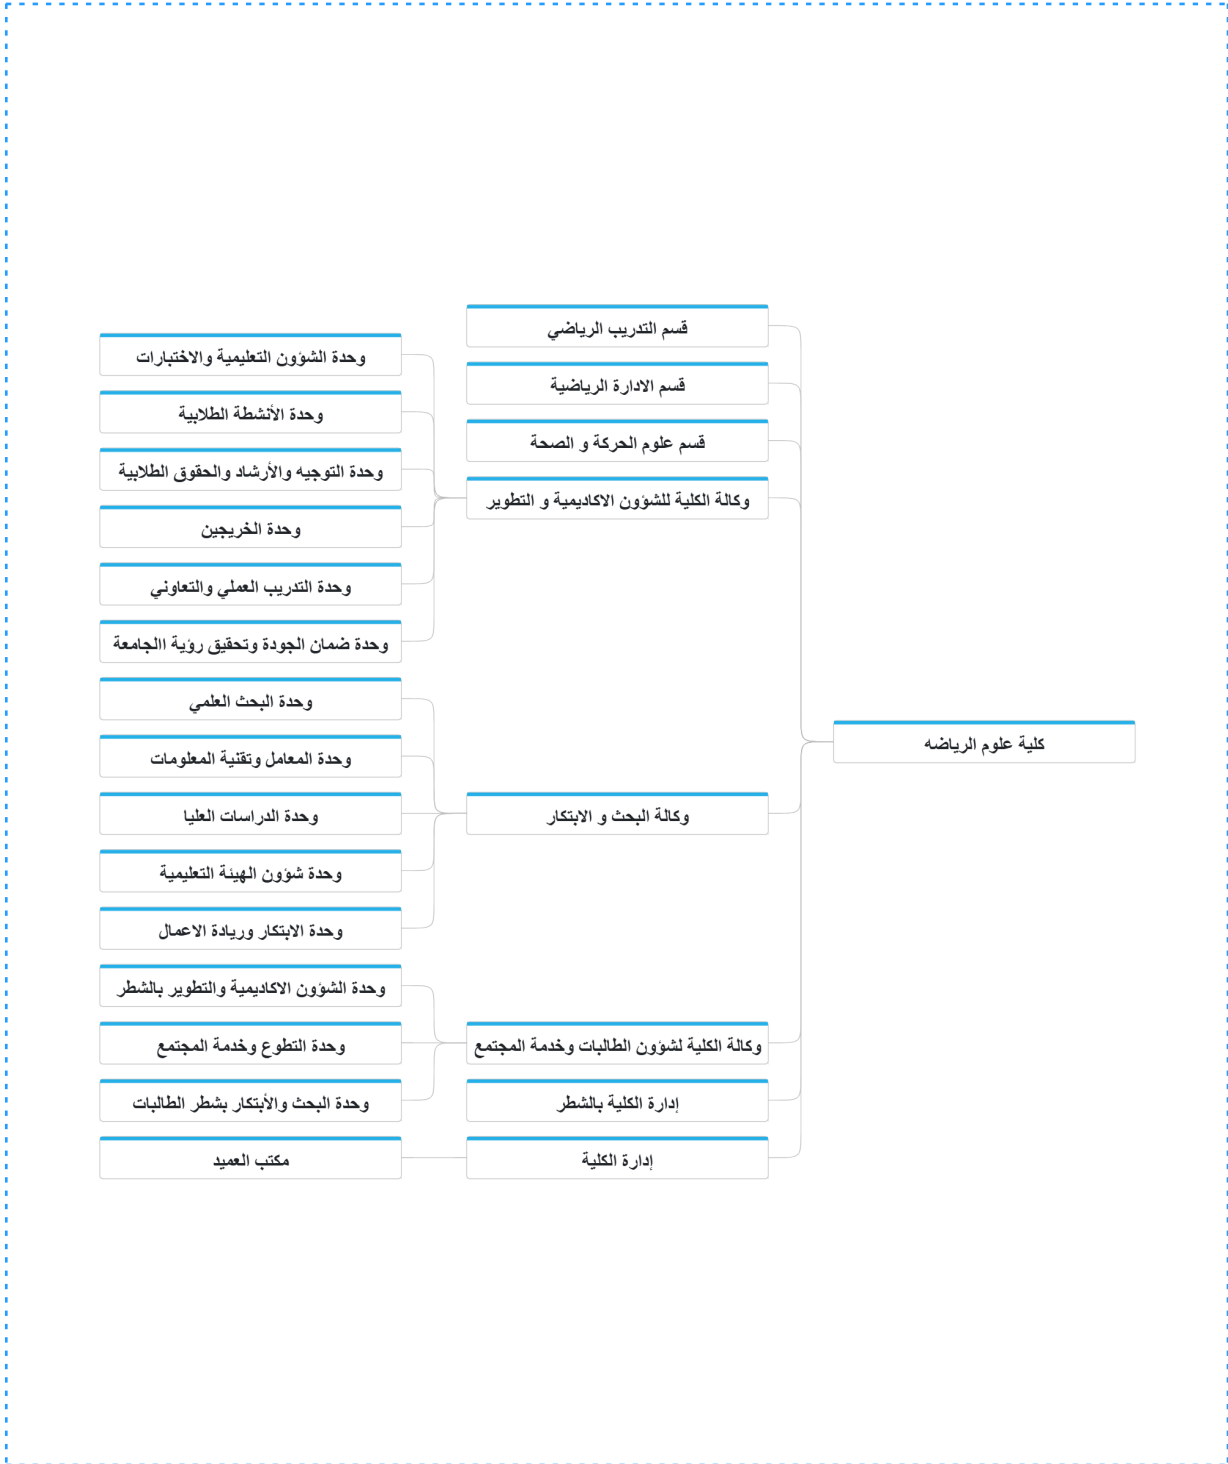 كلية علوم الرياضه
قسم التدريب الرياضي
قسم الادارة الرياضية
قسم علوم الحركة و الصحة
وكالة الكلية للشؤون الاكاديمية و التطوير
وحدة الشؤون التعليمية والاختبارات
وحدة الأنشطة الطلابية
وحدة التوجيه والأرشاد والحقوق الطلابية
وحدة الخريجين
وحدة التدريب العملي والتعاوني
وحدة ضمان الجودة وتحقيق رؤية االجامعة
وكالة البحث و الابتكار
وحدة البحث العلمي
وحدة المعامل وتقنية المعلومات
وحدة الدراسات العليا
وحدة شؤون الهيئة التعليمية
وحدة الابتكار وريادة الاعمال
وكالة الكلية لشؤون الطالبات وخدمة المجتمع
وحدة الشؤون الاكاديمية والتطوير بالشطر
وحدة التطوع وخدمة المجتمع
وحدة البحث والأبتكار بشطر الطالبات
إدارة الكلية بالشطر
إدارة الكلية
مكتب العميد